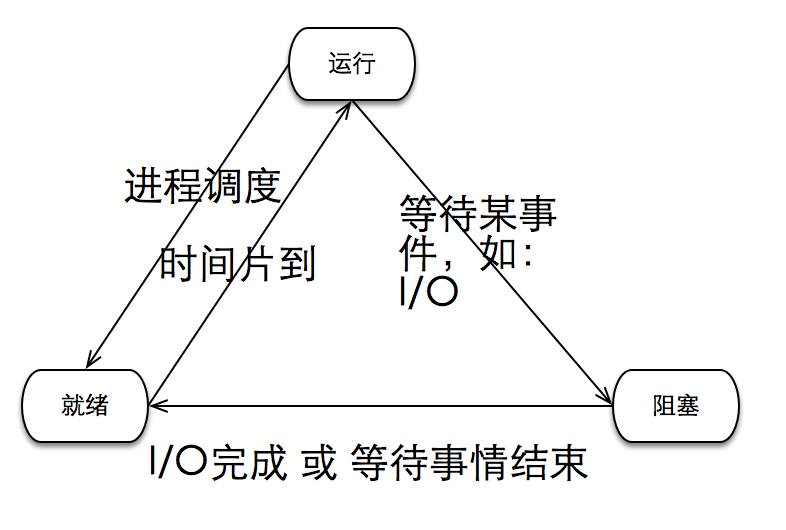 运行
进程调度
时间片到
等待某事
件，如：
I/O
就绪
阻塞
I/O完成 或 等待事情结束